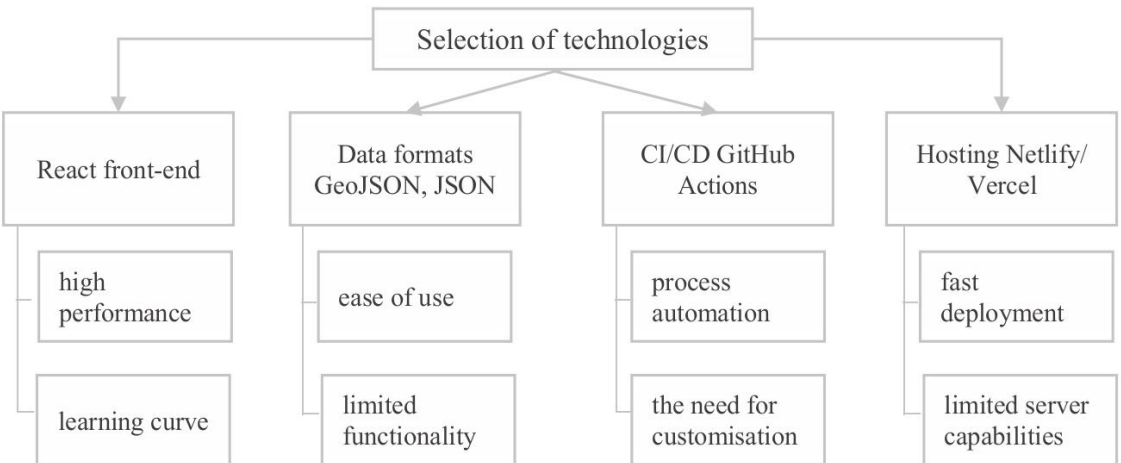 Selection of technologies
React front-end
Data formats
GeoJSON, JSON
CI/CD GitHub
Actions
Hosting Netlify/
Vercel
high
performance
ease of use
process
automation
fast
deployment
learning curve
limited
functionality
the need for
customisation
limited server
capabilities